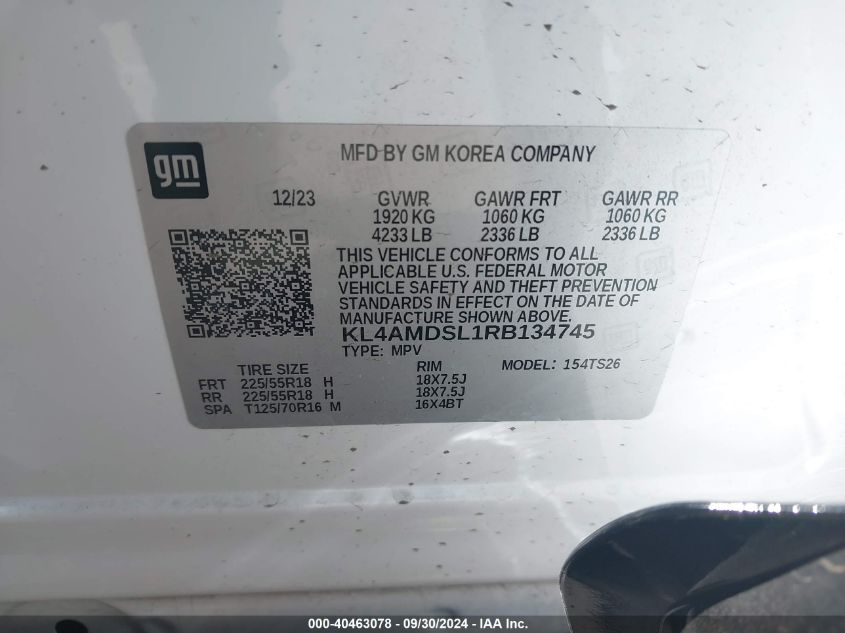 gm
MFD BY GM KOREA COMPANY
12/23 GVWR GAWR FRT GAWR RR
1920 KG 1060 KG 1060 KG
4233 LB 2336 LB 2336 LB
THIS VEHICLE CONFORMS TO ALL
APPLICABLE U.S. FEDERAL MOTOR
VEHICLE SAFETY AND THEFT PREVENTION
STANDARDS IN EFFECT ON THE DATE OF
MANUFACTURE SHOWN ABOVE.
KL4AMDSL1RB134745
TYPE: MPV MODEL: 154TS26
TIRE SIZE RIM
FRT 225/55R18 H 18X7.5J
RR 225/55R18 H 18X7.5J
SPA T125/70R16 M 16X4BT
000-40463078 - 09/30/2024 - IAA Inc.